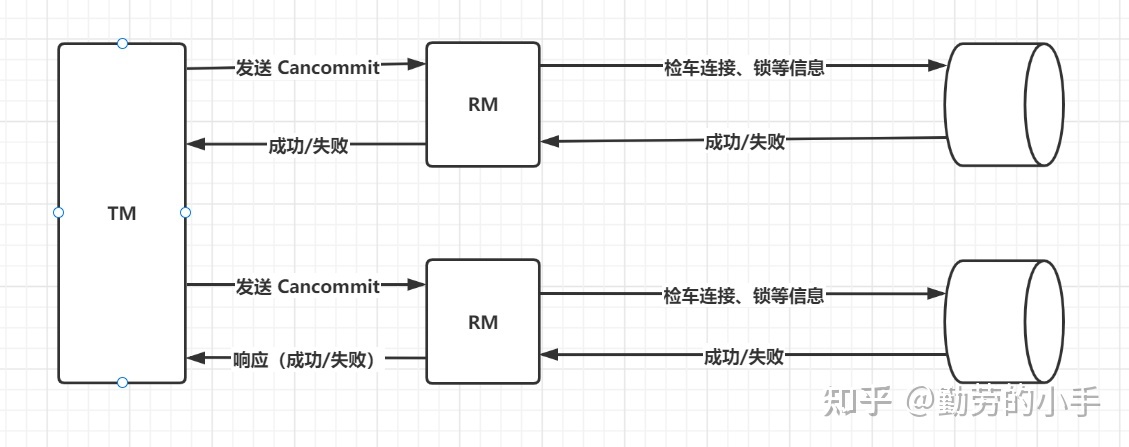 发送 Cancommit
检车连接、锁等信息
RM
成功/失败
成功/失败
TM
发送 Cancommit
检车连接、锁等信息
RM
响应（成功/失败）
成功/失败
知乎 @勤劳的小手